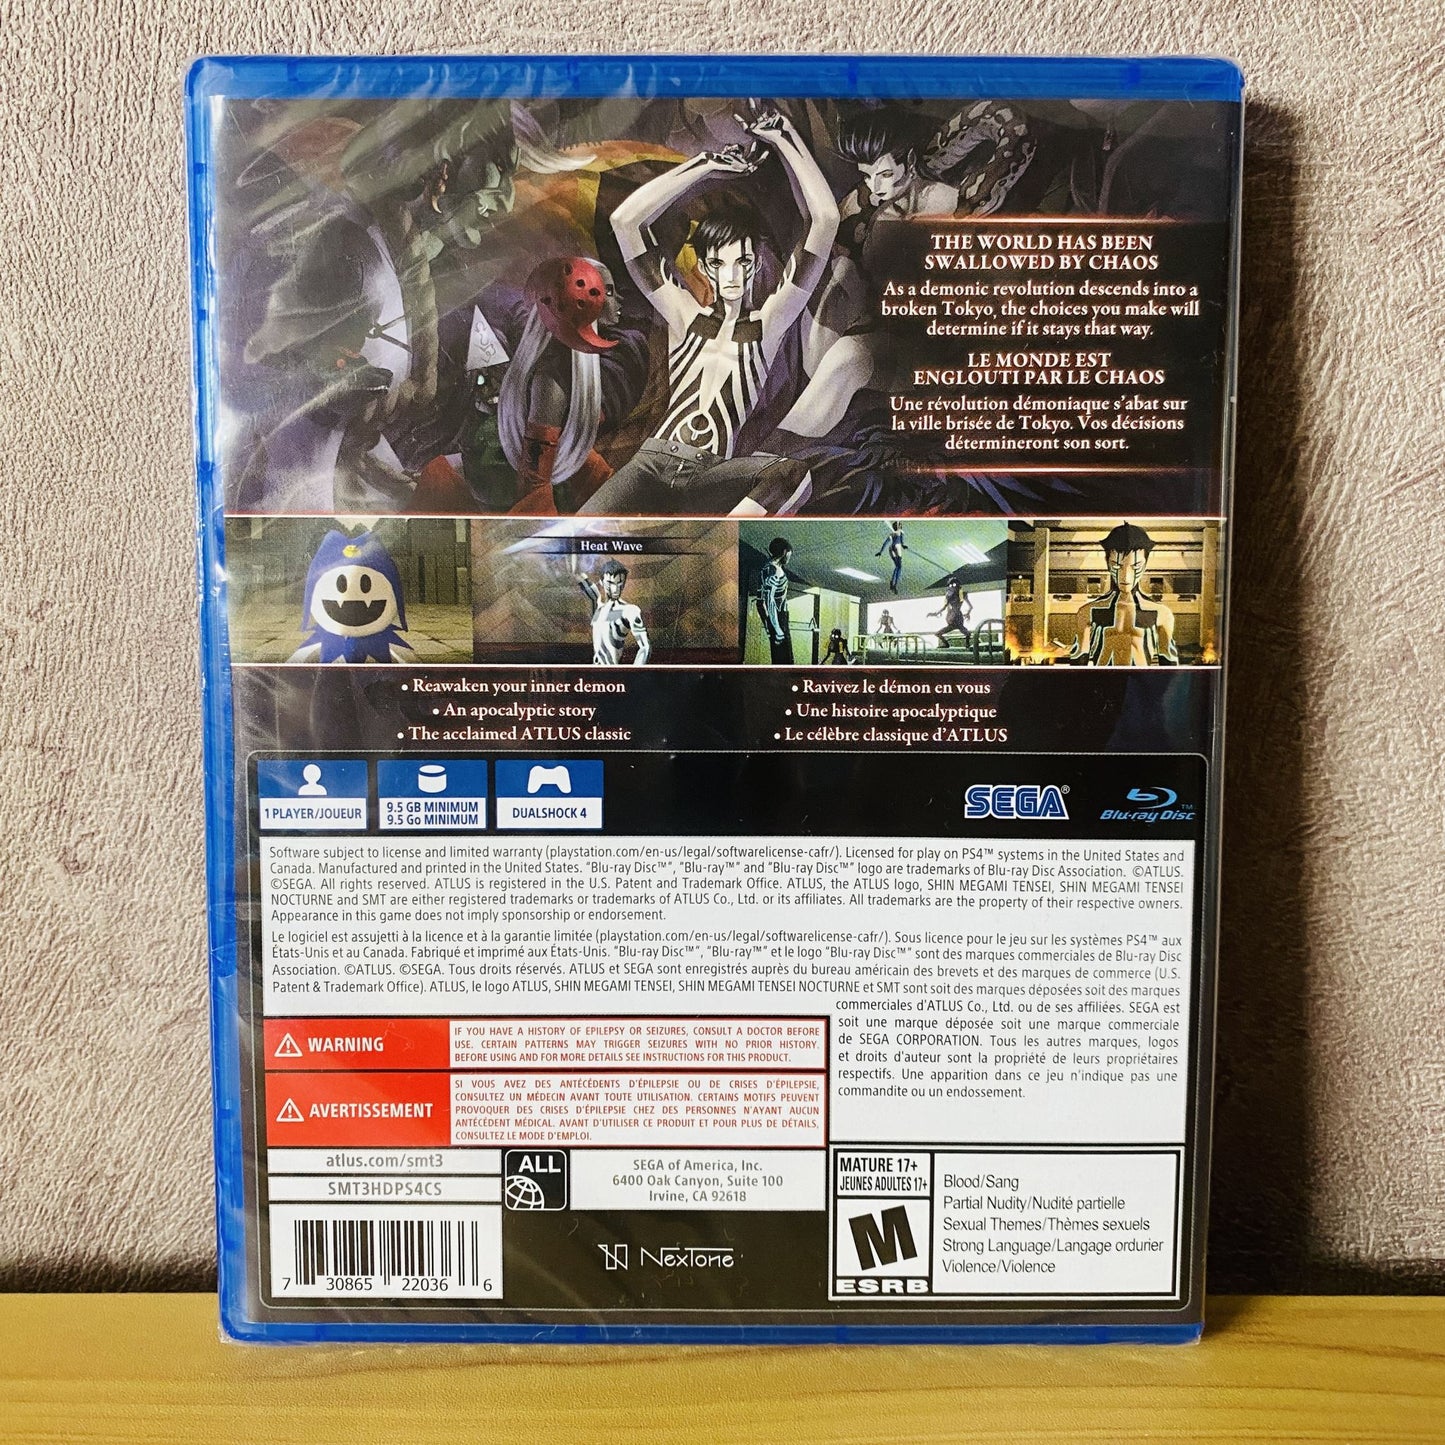 THE WORLD HAS BEEN
SWALLOWED BY CHAOS
As a demonic revolution descends into a
broken Tokyo, the choices you make will
determine if it stays that way.
LE MONDE EST
ENGLOUTI PAR LE CHAOS
Une révolution démoniaque s'abat sur
la ville brisée de Tokyo. Vos décisions
détermineront son sort.
Heat Wave
• Reawaken your inner demon
• An apocalyptic story
• The acclaimed ATLUS classic
• Ravivez le démon en vous
• Une histoire apocalyptique
• Le célèbre classique d'ATLUS
1 PLAYER/JOUEUR
9.5 GB MINIMUM
9.5 Go MINIMUM
DUALSHOCK 4
SEGA®
Blu-ray Disc™
Software subject to license and limited warranty (playstation.com/en-us/legal/softwarelicense-cafr/). Licensed for play on PS4™ systems in the United States and
Canada. Manufactured and printed in the United States. "Blu-ray Disc™", "Blu-ray™" and "Blu-ray Disc™" logo are trademarks of Blu-ray Disc Association. ©ATLUS.
©SEGA. All rights reserved. ATLUS is registered in the U.S. Patent and Trademark Office. ATLUS, the ATLUS logo, SHIN MEGAMI TENSEI, SHIN MEGAMI TENSEI
NOCTURNE and SMT are either registered trademarks or trademarks of ATLUS Co., Ltd. or its affiliates. All trademarks are the property of their respective owners.
Appearance in this game does not imply sponsorship or endorsement.
Le logiciel est assujetti à la licence et à la garantie limitée (playstation.com/en-us/legal/softwarelicense-cafr/). Sous licence pour le jeu sur les systèmes PS4™ aux
États-Unis et au Canada. Fabriqué et imprimé aux États-Unis. "Blu-ray Disc™", "Blu-ray™" et le logo "Blu-ray Disc™" sont des marques commerciales de Blu-ray Disc
Association. ©ATLUS. ©SEGA. Tous droits réservés. ATLUS et SEGA sont enregistrés auprès du bureau américain des brevets et des marques de commerce (U.S.
Patent & Trademark Office). ATLUS, le logo ATLUS, SHIN MEGAMI TENSEI, SHIN MEGAMI TENSEI NOCTURNE et SMT sont soit des marques déposées soit des marques
commerciales d'ATLUS Co., Ltd. ou de ses affiliées. SEGA est
soit une marque déposée soit une marque commerciale
de SEGA CORPORATION. Tous les autres marques, logos
et droits d'auteur sont la propriété de leurs propriétaires
respectifs. Une apparition dans ce jeu n'indique pas une
commandite ou un endossement.
WARNING
IF YOU HAVE A HISTORY OF EPILEPSY OR SEIZURES, CONSULT A DOCTOR BEFORE
USE. CERTAIN PATTERNS MAY TRIGGER SEIZURES WITH NO PRIOR HISTORY.
BEFORE USING AND FOR MORE DETAILS SEE INSTRUCTIONS FOR THIS PRODUCT.
AVERTISSEMENT
SI VOUS AVEZ DES ANTÉCÉDENTS D'ÉPILEPSIE OU DE CRISES D'ÉPILEPSIE,
CONSULTEZ UN MÉDECIN AVANT TOUTE UTILISATION. CERTAINS MOTIFS PEUVENT
PROVOQUER DES CRISES D'ÉPILEPSIE CHEZ DES PERSONNES N'AYANT AUCUN
ANTÉCÉDENT MÉDICAL. AVANT D'UTILISER CE PRODUIT ET POUR PLUS DE DÉTAILS,
CONSULTEZ LE MODE D'EMPLOI.
atlus.com/smt3
SMT3HDPS4CS
7 30865 22036 6
ALL
SEGA of America, Inc.
6400 Oak Canyon, Suite 100
Irvine, CA 92618
NexTone
MATURE 17+
JEUNES ADULTES 17+
M
ESRB
Blood/Sang
Partial Nudity/Nudité partielle
Sexual Themes/Thèmes sexuels
Strong Language/Langage ordurier
Violence/Violence